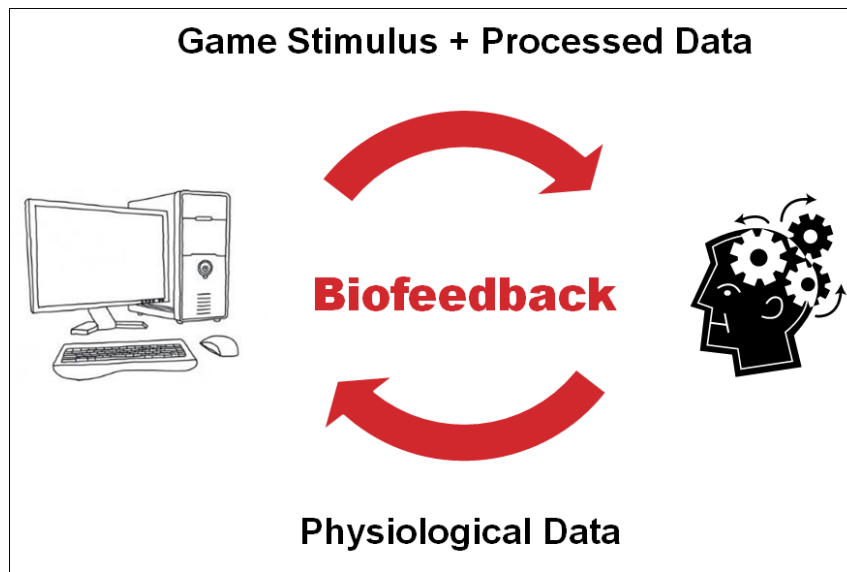 Game Stimulus + Processed Data
Biofeedback
Physiological Data